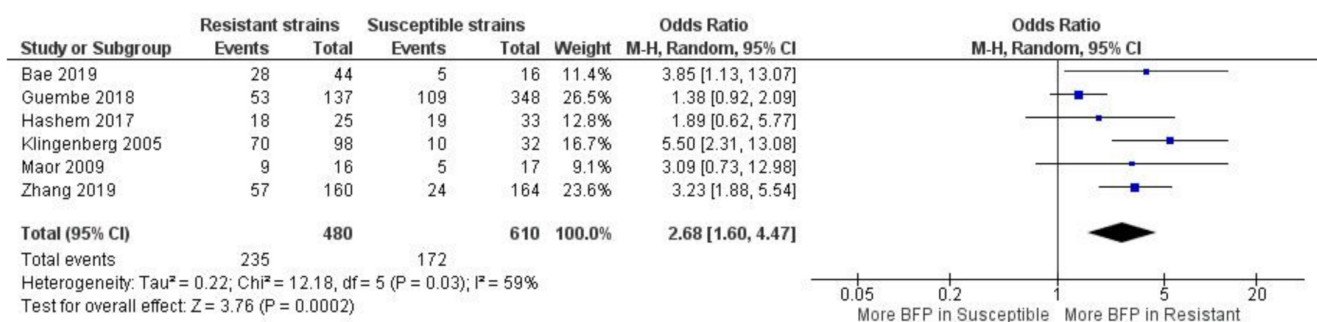 Resistant strains Susceptible strains Odds Ratio Odds Ratio
Study or Subgroup Events Total Events Total Weight M-H, Random, 95% CI M-H, Random, 95% CI
Bae 2019 28 44 5 16 11.4% 3.85 [1.13, 13.07]
Guembe 2018 53 137 109 348 26.5% 1.38 [0.92, 2.09]
Hashem 2017 18 25 19 33 12.8% 1.89 [0.62, 5.77]
Klingenberg 2005 70 98 10 32 16.7% 5.50 [2.31, 13.08]
Maor 2009 9 16 5 17 9.1% 3.09 [0.73, 12.98]
Zhang 2019 57 160 24 164 23.6% 3.23 [1.88, 5.54]
Total (95% CI) 480 610 100.0% 2.68 [1.60, 4.47]
Total events 235 172
Heterogeneity: Tau² = 0.22; Chi² = 12.18, df = 5 (P = 0.03); I² = 59%
Test for overall effect: Z = 3.76 (P = 0.0002)
0.05 0.2 1 5 20
More BFP in Susceptible More BFP in Resistant